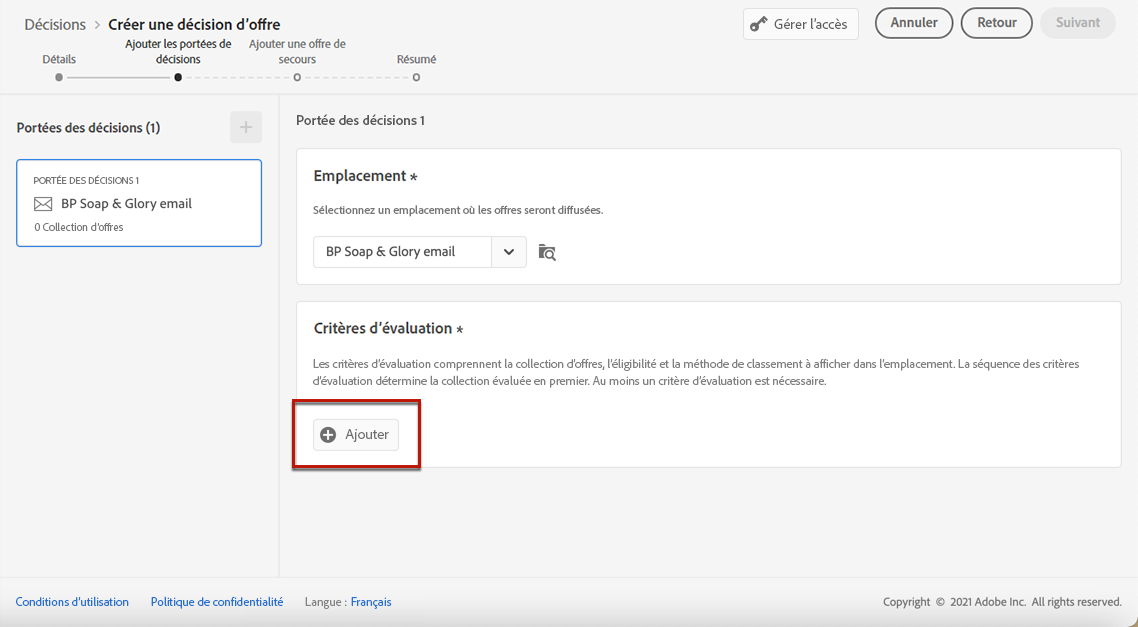 Décisions > Créer une décision d’offre
Gérer l’accès
Annuler
Retour
Suivant
Détails
Ajouter les portées de
décisions
Ajouter une offre de
secours
Résumé
Portées des décisions (1)
PORTÉE DES DÉCISIONS 1
BP Soap & Glory email
0 Collection d’offres
Portée des décisions 1
Emplacement *
Sélectionnez un emplacement où les offres seront diffusées.
BP Soap & Glory email
Critères d’évaluation *
Les critères d’évaluation comprennent la collection d’offres, l’éligibilité et la méthode de classement à afficher dans l’emplacement. La séquence des critères
d’évaluation détermine la collection évaluée en premier. Au moins un critère d’évaluation est nécessaire.
Ajouter
Conditions d’utilisation
Politique de confidentialité
Langue : Français
Copyright © 2021 Adobe Inc. All rights reserved.